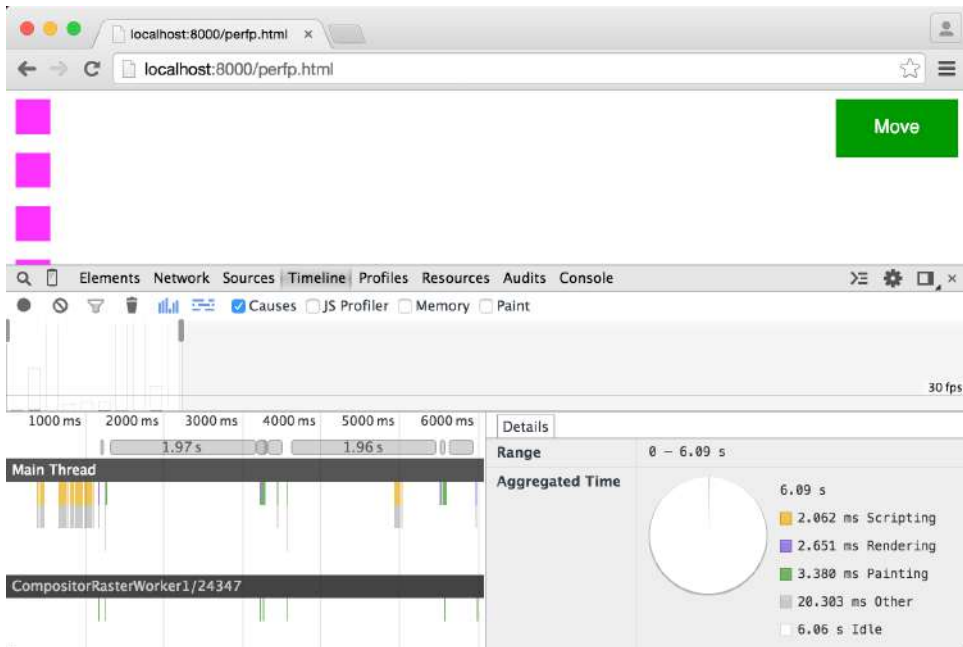 localhost:8000/perfp.html ×
localhost:8000/perfp.html
Move
Elements Network Sources Timeline Profiles Resources Audits Console
Causes JS Profiler Memory Paint
30 fps
1000 ms 2000 ms 3000 ms 4000 ms 5000 ms 6000 ms
1.97 s 1.96 s
Main Thread
CompositorRasterWorker1/24347
Details
Range 0 – 6.09 s
Aggregated Time
6.09 s
2.062 ms Scripting
2.651 ms Rendering
3.380 ms Painting
20.303 ms Other
6.06 s Idle